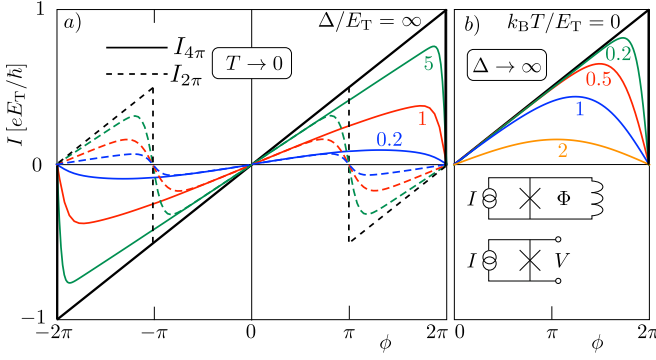 a) Δ/E_T = ∞
I_4π
I_2π
T → 0
5
1
0.2
I [eE_T/ħ]
1
0
−1
−2π −π 0 π φ 2π
b) k_BT/E_T = 0
0.2
Δ → ∞
0.5
1
2
0
I Φ
I V
0 π φ 2π